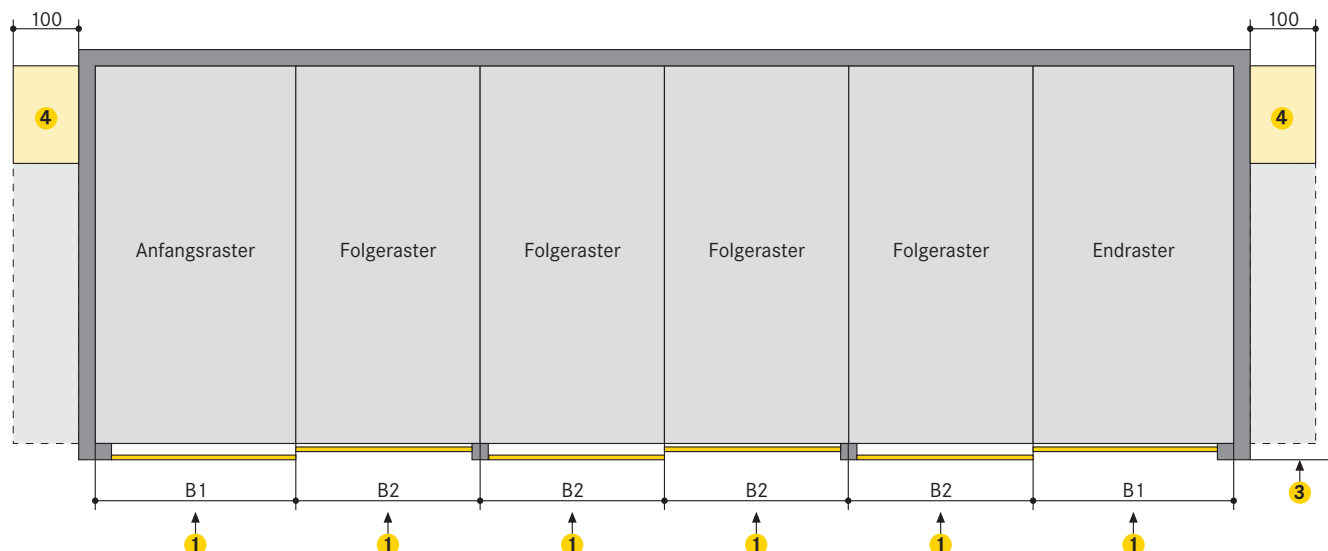 100 100
4 4
Anfangsraster Folgeraster Folgeraster Folgeraster Folgeraster Endraster
B1 B2 B2 B2 B2 B1
3
1 1 1 1 1 1